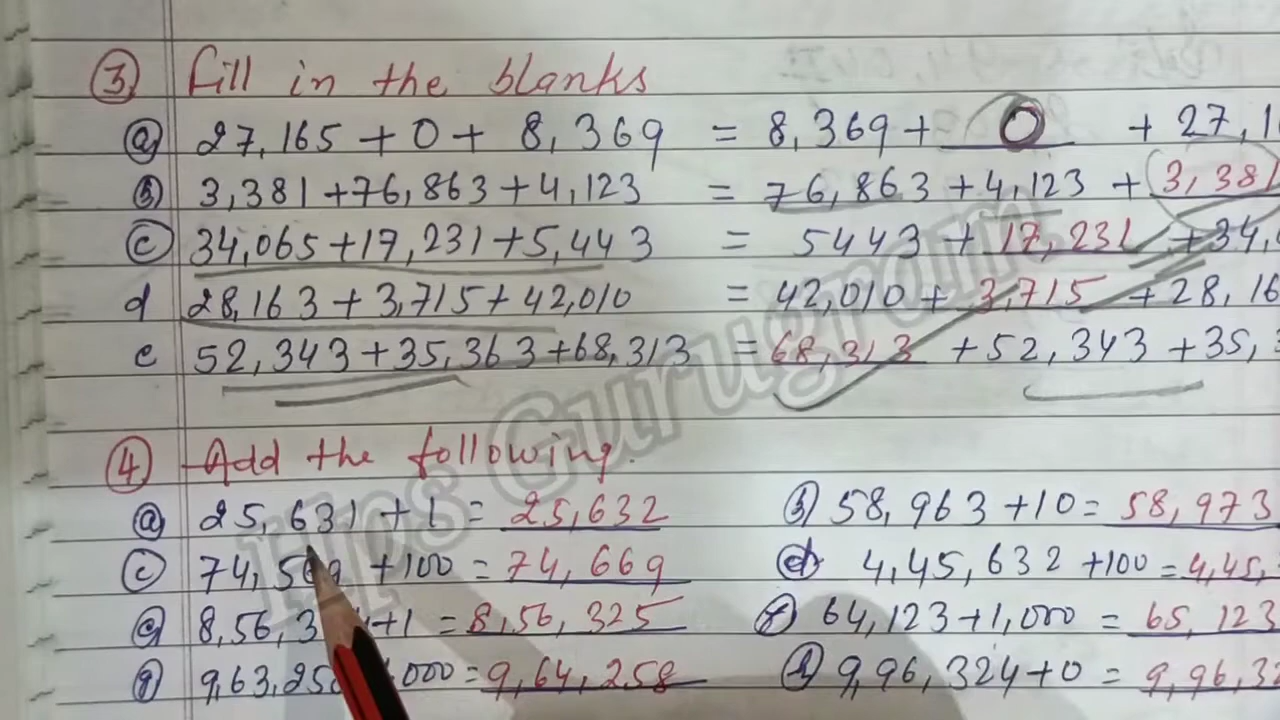 ③ Fill in the blanks
ⓐ 27,165 + 0 + 8,369 = 8,369 + 0 + 27,1
ⓑ 3,381 + 76,863 + 4,123 = 76,863 + 4,123 + 3,381
ⓒ 34,065 + 17,231 + 5,443 = 5443 + 17,231 + 34,
d 28,163 + 3,715 + 42,010 = 42,010 + 3,715 + 28,16
e 52,343 + 35,363 + 68,313 = 68,313 + 52,343 + 35,
④ Add the following.
ⓐ 25,631 + 1 = 25,632 ⓑ 58,963 + 10 = 58,973
ⓒ 74,569 + 100 = 74,669 ⓓ 4,45,632 + 100 = 4,45,
ⓔ 8,56,3 +1 = 8,56,325 ⓕ 64,123 + 1,000 = 65,123
ⓖ 9,63,25 000 = 9,64,258 ⓗ 9,96,324 + 0 = 9,96,32
Hps Gurugram